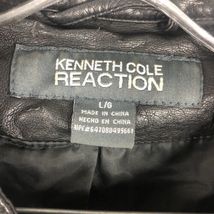 KENNETH COLE
REACTION
L/G
MADE IN CHINA
HECHO EN CHINA